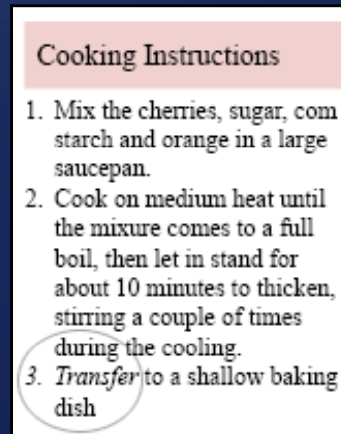 Cooking Instructions
1. Mix the cherries, sugar, corn
starch and orange in a large
saucepan.
2. Cook on medium heat until
the mixure comes to a full
boil, then let in stand for
about 10 minutes to thicken,
stirring a couple of times
during the cooling.
3. Transfer to a shallow baking
dish